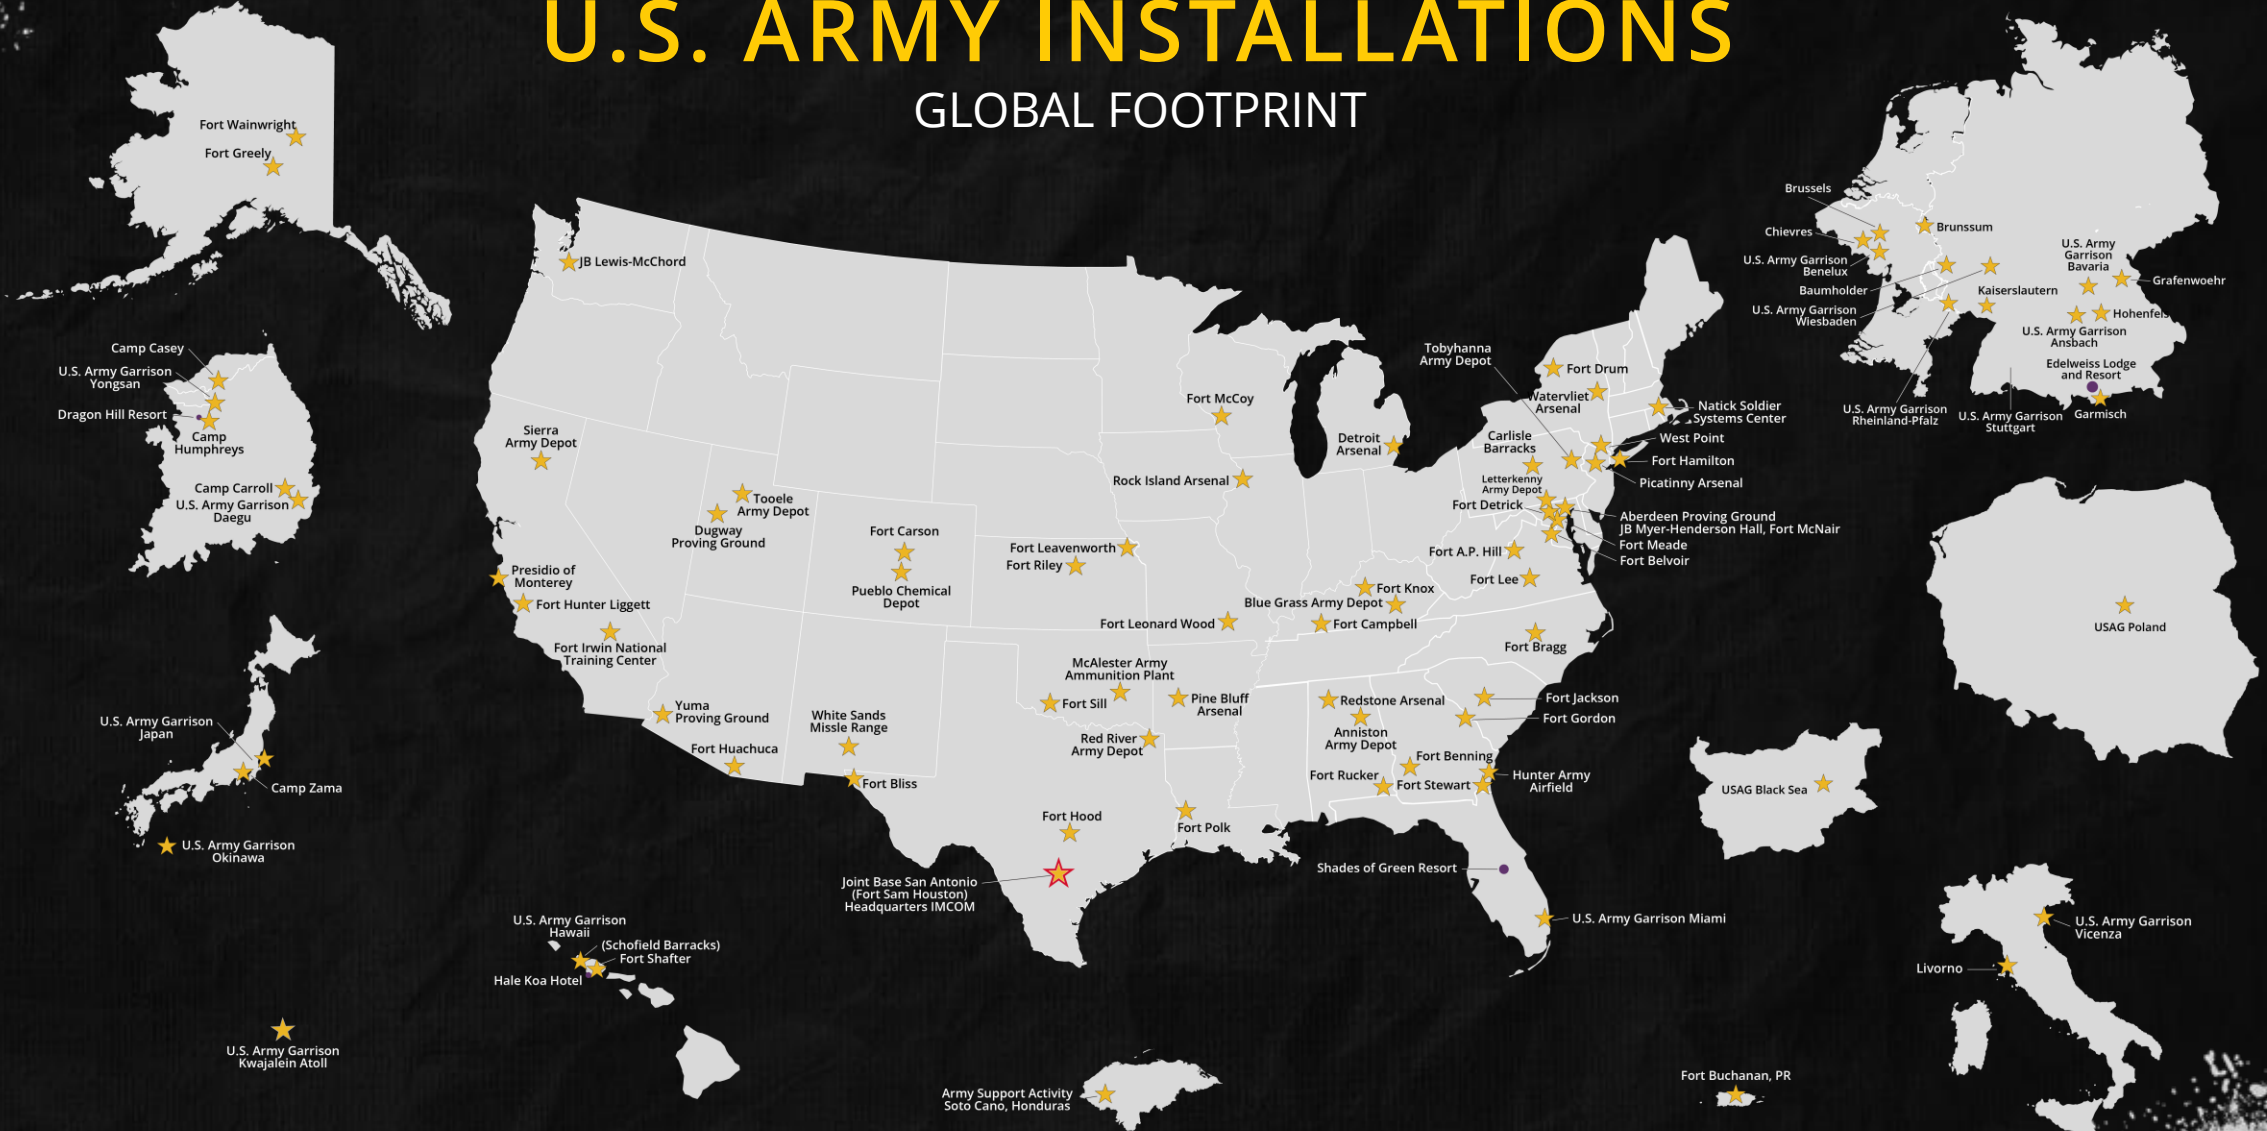 U.S. ARMY INSTALLATIONS
GLOBAL FOOTPRINT
Fort Wainwright
Fort Greely
Camp Casey
U.S. Army Garrison
Yongsan
Dragon Hill Resort
Camp
Humphreys
Camp Carroll
U.S. Army Garrison
Daegu
U.S. Army Garrison
Japan
Camp Zama
U.S. Army Garrison
Okinawa
U.S. Army Garrison
Kwajalein Atoll
U.S. Army Garrison
Hawaii
(Schofield Barracks)
Fort Shafter
Hale Koa Hotel
JB Lewis-McChord
Sierra
Army Depot
Tooele
Army Depot
Dugway
Proving Ground
Presidio of
Monterey
Fort Hunter Liggett
Fort Irwin National
Training Center
Yuma
Proving Ground
Fort Huachuca
White Sands
Missle Range
Fort Bliss
Fort Carson
Pueblo Chemical
Depot
Fort Leavenworth
Fort Riley
Fort Leonard Wood
McAlester Army
Ammunition Plant
Fort Sill
Pine Bluff
Arsenal
Red River
Army Depot
Fort Hood
Fort Polk
Joint Base San Antonio
(Fort Sam Houston)
Headquarters IMCOM
Fort McCoy
Rock Island Arsenal
Detroit
Arsenal
Fort Knox
Blue Grass Army Depot
Fort Campbell
Redstone Arsenal
Anniston
Army Depot
Fort Benning
Fort Rucker
Fort Stewart
Hunter Army
Airfield
Fort Jackson
Fort Gordon
Fort Bragg
Fort Lee
Fort A.P. Hill
Tobyhanna
Army Depot
Fort Drum
Watervliet
Arsenal
Natick Soldier
Systems Center
Carlisle
Barracks
West Point
Fort Hamilton
Picatinny Arsenal
Letterkenny
Army Depot
Fort Detrick
Aberdeen Proving Ground
JB Myer-Henderson Hall, Fort McNair
Fort Meade
Fort Belvoir
Shades of Green Resort
U.S. Army Garrison Miami
Army Support Activity
Soto Cano, Honduras
Fort Buchanan, PR
Brussels
Chievres
U.S. Army Garrison
Benelux
Baumholder
U.S. Army Garrison
Wiesbaden
Brunssum
U.S. Army
Garrison
Bavaria
Grafenwoehr
Kaiserslautern
Hohenfels
U.S. Army Garrison
Ansbach
Edelweiss Lodge
and Resort
Garmisch
U.S. Army Garrison
Rheinland-Pfalz
U.S. Army Garrison
Stuttgart
USAG Poland
USAG Black Sea
U.S. Army Garrison
Vicenza
Livorno